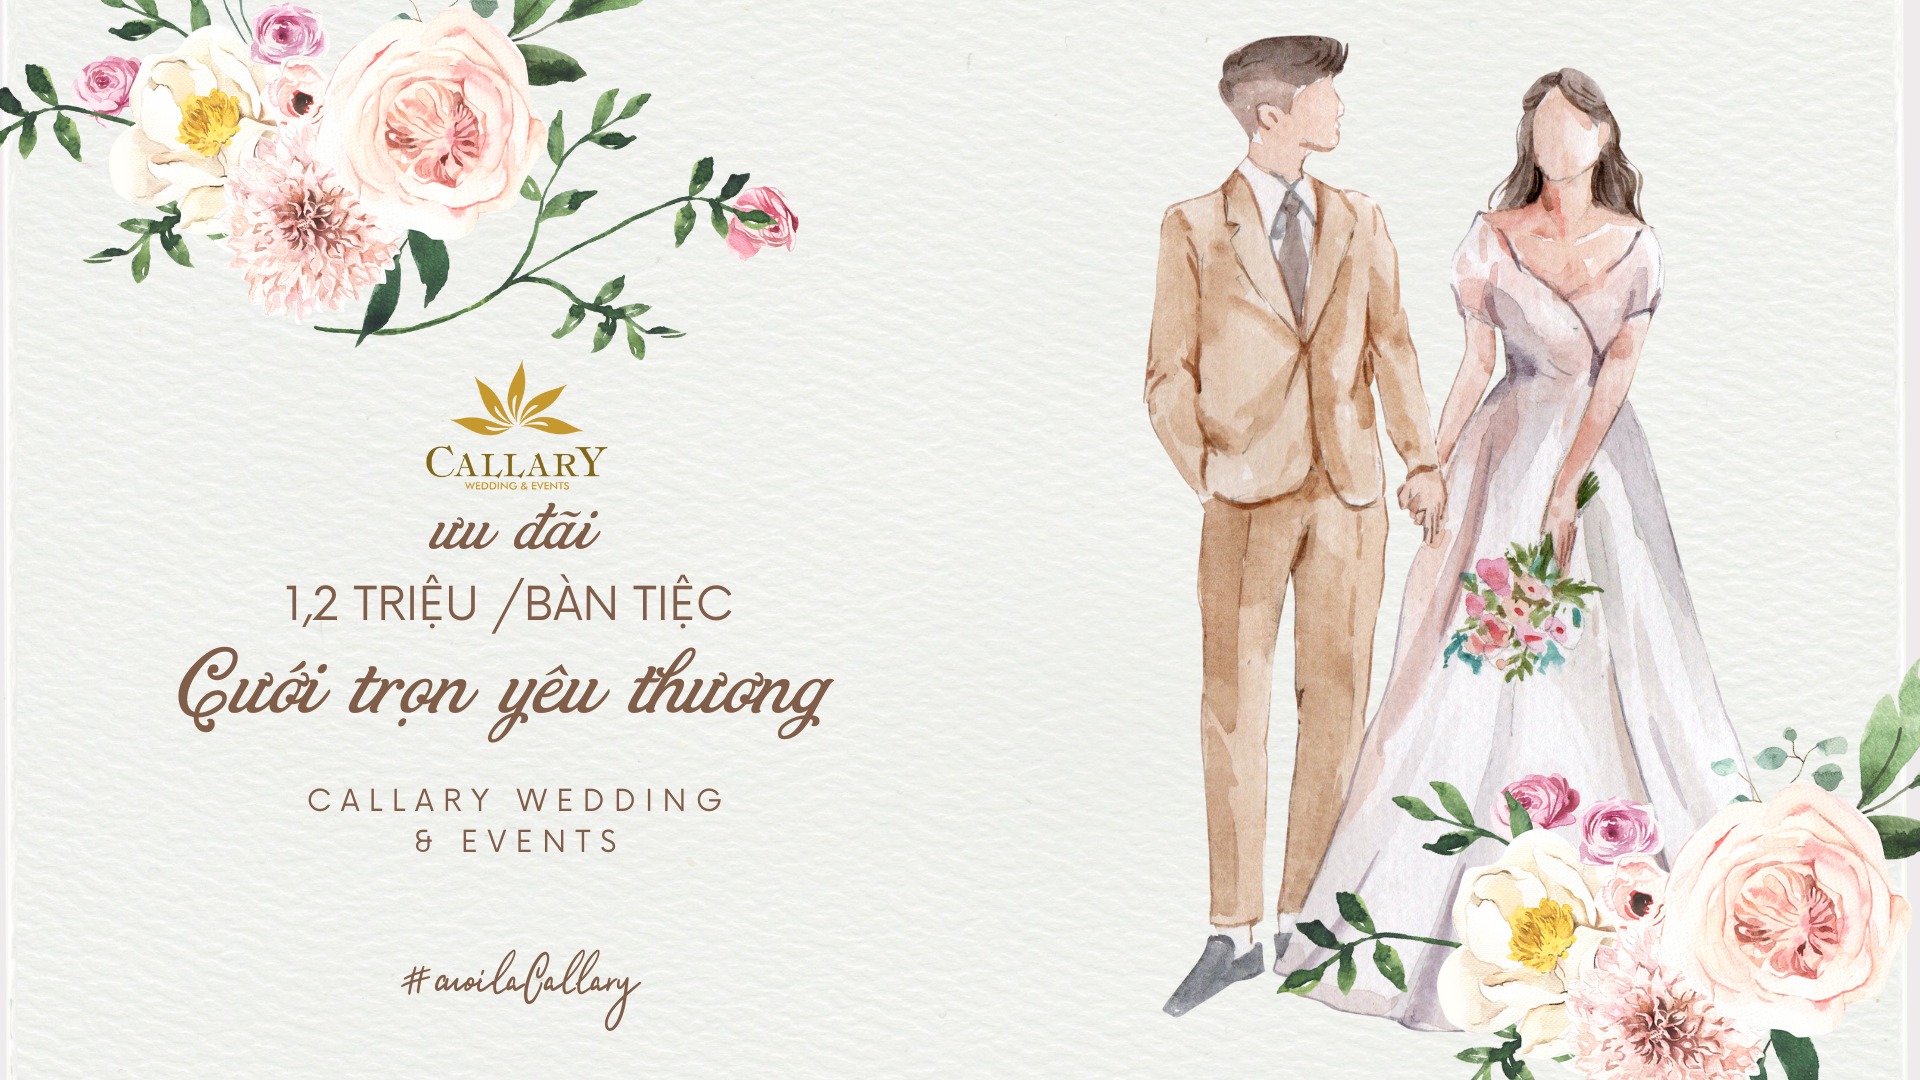 CALLARY
WEDDING & EVENTS
ưu đãi
1,2 TRIỆU /BÀN TIỆC
Cưới trọn yêu thương
CALLARY WEDDING
& EVENTS
#cuoilaCallary